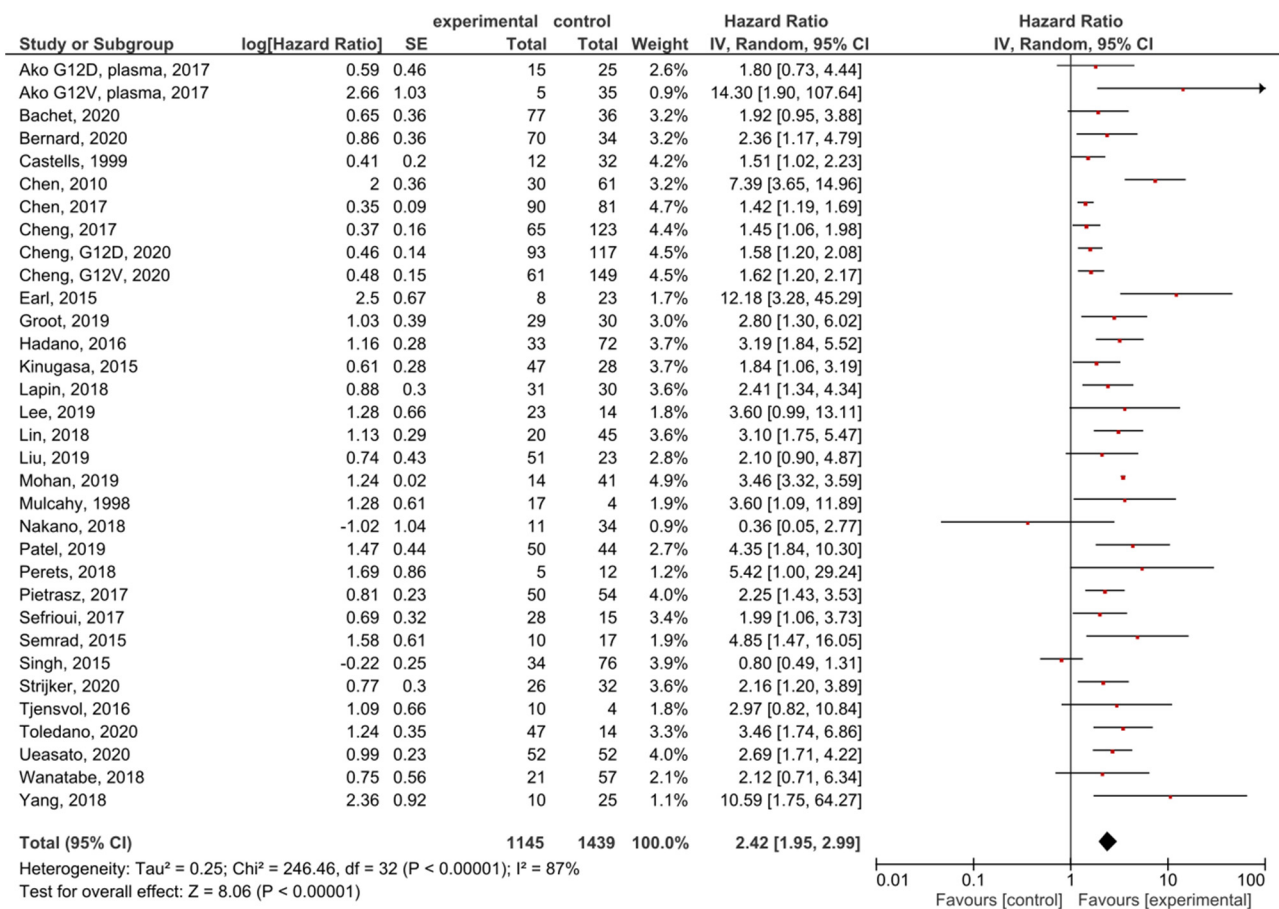 experimental control Hazard Ratio Hazard Ratio
Study or Subgroup log[Hazard Ratio] SE Total Total Weight IV, Random, 95% CI IV, Random, 95% CI
Ako G12D, plasma, 2017 0.59 0.46 15 25 2.6% 1.80 [0.73, 4.44]
Ako G12V, plasma, 2017 2.66 1.03 5 35 0.9% 14.30 [1.90, 107.64]
Bachet, 2020 0.65 0.36 77 36 3.2% 1.92 [0.95, 3.88]
Bernard, 2020 0.86 0.36 70 34 3.2% 2.36 [1.17, 4.79]
Castells, 1999 0.41 0.2 12 32 4.2% 1.51 [1.02, 2.23]
Chen, 2010 2 0.36 30 61 3.2% 7.39 [3.65, 14.96]
Chen, 2017 0.35 0.09 90 81 4.7% 1.42 [1.19, 1.69]
Cheng, 2017 0.37 0.16 65 123 4.4% 1.45 [1.06, 1.98]
Cheng, G12D, 2020 0.46 0.14 93 117 4.5% 1.58 [1.20, 2.08]
Cheng, G12V, 2020 0.48 0.15 61 149 4.5% 1.62 [1.20, 2.17]
Earl, 2015 2.5 0.67 8 23 1.7% 12.18 [3.28, 45.29]
Groot, 2019 1.03 0.39 29 30 3.0% 2.80 [1.30, 6.02]
Hadano, 2016 1.16 0.28 33 72 3.7% 3.19 [1.84, 5.52]
Kinugasa, 2015 0.61 0.28 47 28 3.7% 1.84 [1.06, 3.19]
Lapin, 2018 0.88 0.3 31 30 3.6% 2.41 [1.34, 4.34]
Lee, 2019 1.28 0.66 23 14 1.8% 3.60 [0.99, 13.11]
Lin, 2018 1.13 0.29 20 45 3.6% 3.10 [1.75, 5.47]
Liu, 2019 0.74 0.43 51 23 2.8% 2.10 [0.90, 4.87]
Mohan, 2019 1.24 0.02 14 41 4.9% 3.46 [3.32, 3.59]
Mulcahy, 1998 1.28 0.61 17 4 1.9% 3.60 [1.09, 11.89]
Nakano, 2018 -1.02 1.04 11 34 0.9% 0.36 [0.05, 2.77]
Patel, 2019 1.47 0.44 50 44 2.7% 4.35 [1.84, 10.30]
Perets, 2018 1.69 0.86 5 12 1.2% 5.42 [1.00, 29.24]
Pietrasz, 2017 0.81 0.23 50 54 4.0% 2.25 [1.43, 3.53]
Sefrioui, 2017 0.69 0.32 28 15 3.4% 1.99 [1.06, 3.73]
Semrad, 2015 1.58 0.61 10 17 1.9% 4.85 [1.47, 16.05]
Singh, 2015 -0.22 0.25 34 76 3.9% 0.80 [0.49, 1.31]
Strijker, 2020 0.77 0.3 26 32 3.6% 2.16 [1.20, 3.89]
Tjensvol, 2016 1.09 0.66 10 4 1.8% 2.97 [0.82, 10.84]
Toledano, 2020 1.24 0.35 47 14 3.3% 3.46 [1.74, 6.86]
Ueasato, 2020 0.99 0.23 52 52 4.0% 2.69 [1.71, 4.22]
Wanatabe, 2018 0.75 0.56 21 57 2.1% 2.12 [0.71, 6.34]
Yang, 2018 2.36 0.92 10 25 1.1% 10.59 [1.75, 64.27]
Total (95% CI) 1145 1439 100.0% 2.42 [1.95, 2.99]
Heterogeneity: Tau² = 0.25; Chi² = 246.46, df = 32 (P < 0.00001); I² = 87%
Test for overall effect: Z = 8.06 (P < 0.00001)
0.01 0.1 1 10 100
Favours [control] Favours [experimental]